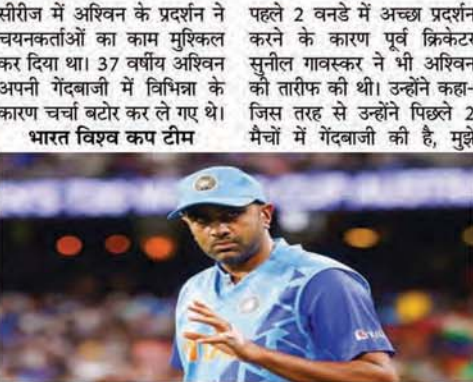 सीरीज में अश्विन के प्रदर्शन ने
चयनकर्ताओं का काम मुश्किल
कर दिया था। 37 वर्षीय अश्विन
अपनी गेंदबाजी में विभिन्ना के
कारण चर्चा बटोर कर ले गए थे।
भारत विश्व कप टीम
पहले 2 वनडे में अच्छा प्रदर्शन
करने के कारण पूर्व क्रिकेटर
सुनील गावस्कर ने भी अश्विन
की तारीफ की थी। उन्होंने कहा-
जिस तरह से उन्होंने पिछले 2
मैचों में गेंदबाजी की है, मुझे